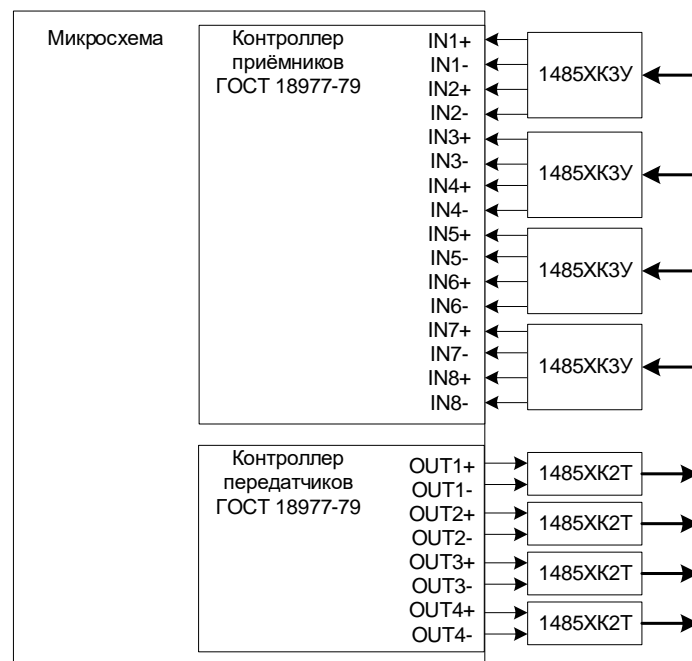 Микросхема
Контроллер
приёмников
ГОСТ 18977-79
IN1+
IN1-
IN2+
IN2-
IN3+
IN3-
IN4+
IN4-
IN5+
IN5-
IN6+
IN6-
IN7+
IN7-
IN8+
IN8-
1485ХК3У
1485ХК3У
1485ХК3У
1485ХК3У
Контроллер
передатчиков
ГОСТ 18977-79
OUT1+
OUT1-
OUT2+
OUT2-
OUT3+
OUT3-
OUT4+
OUT4-
1485ХК2Т
1485ХК2Т
1485ХК2Т
1485ХК2Т